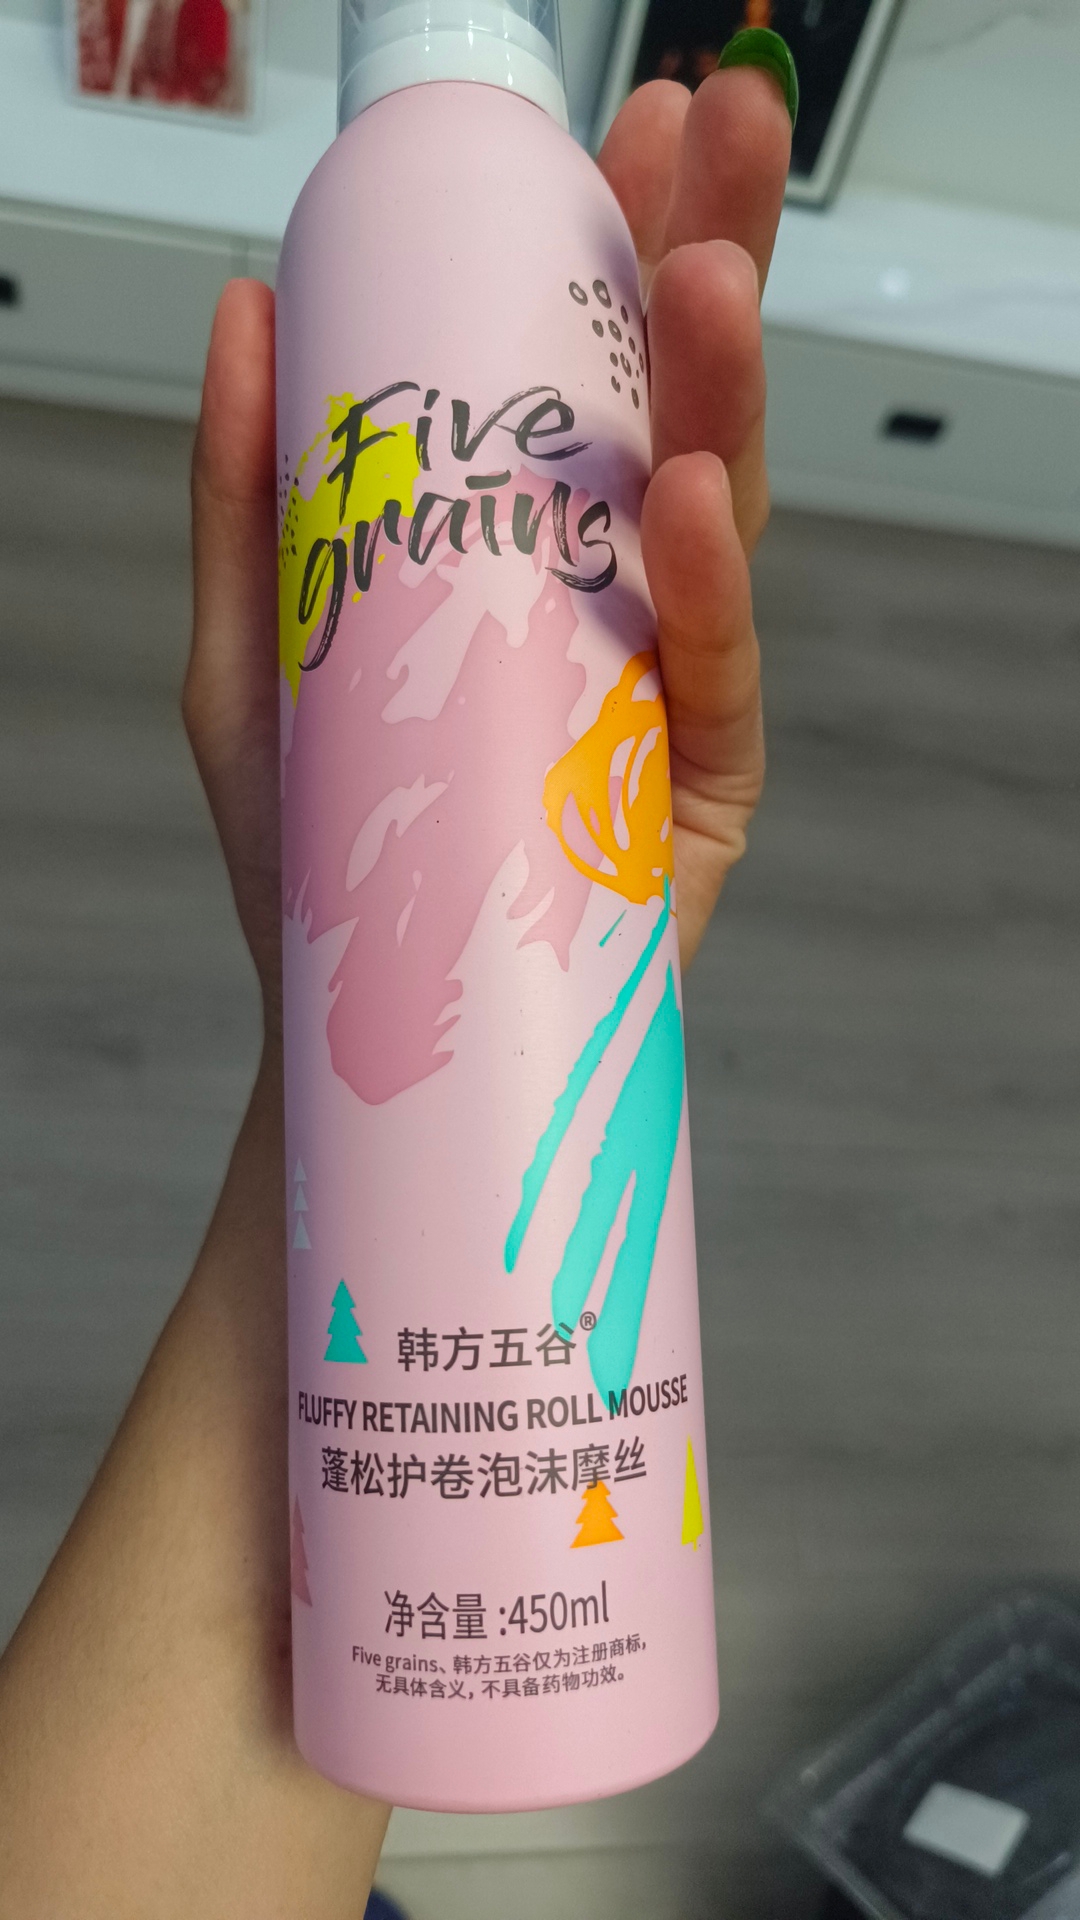 Five
grains
韩方五谷®
FLUFFY RETAINING ROLL MOUSSE
蓬松护卷泡沫摩丝
净含量:450ml
Five grains、韩方五谷仅为注册商标,
无具体含义,不具备药物功效。